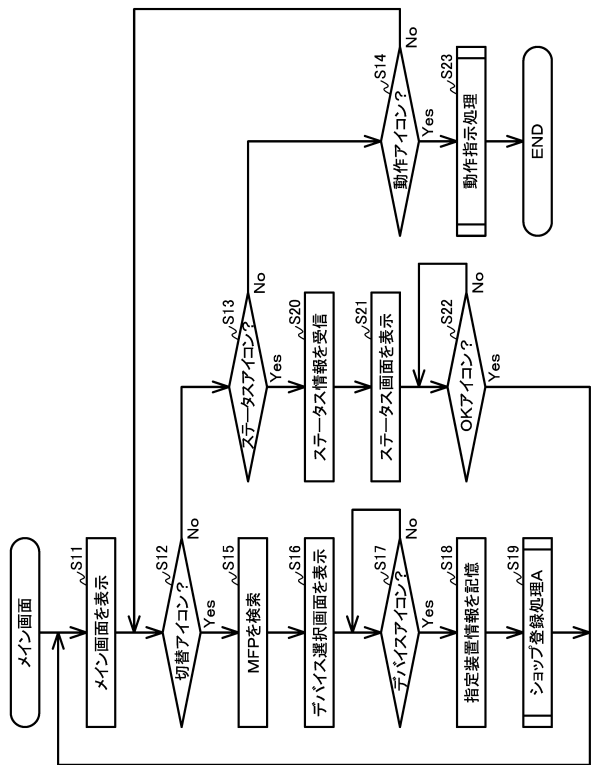 メイン画面
S11
メイン画面を表示
S12
切替アイコン?
No
Yes
S15
MFPを検索
S16
デバイス選択画面を表示
S17
デバイスアイコン?
No
Yes
S18
指定装置情報を記憶
S19
ショップ登録処理A
S13
ステータスアイコン?
No
Yes
S20
ステータス情報を受信
S21
ステータス画面を表示
S22
OKアイコン?
No
Yes
S14
動作アイコン?
No
Yes
S23
動作指示処理
END